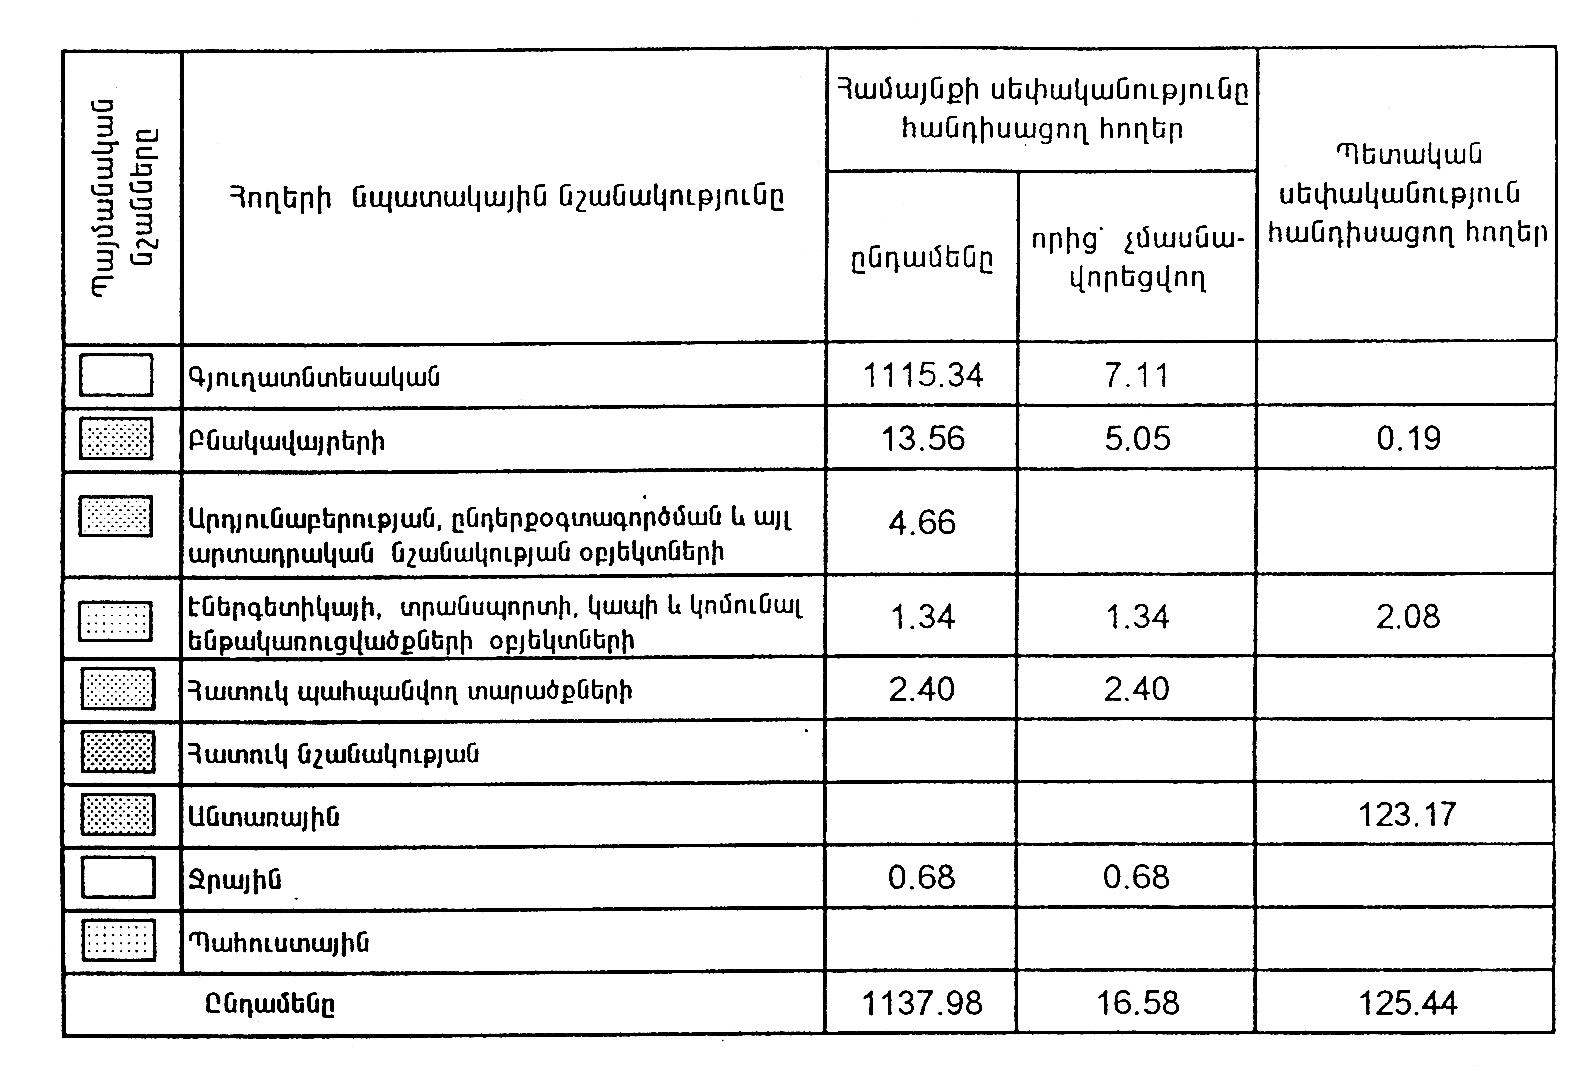 Պայմանական
նշանները
Հողերի նպատակային նշանակությունը
Համայնքի սեփականությունը
հանդիսացող հողեր
ընդամենը
որից՝ չմասնա-
վորեցվող
Պետական
սեփականություն
հանդիսացող հողեր
Գյուղատնտեսական 1115.34 7.11
Բնակավայրերի 13.56 5.05 0.19
Արդյունաբերության, ընդերքօգտագործման և այլ
արտադրական նշանակության օբյեկտների 4.66
Էներգետիկայի, տրանսպորտի, կապի և կոմունալ
ենթակառուցվածքների օբյեկտների 1.34 1.34 2.08
Հատուկ պահպանվող տարածքների 2.40 2.40
Հատուկ նշանակության
Անտառային 123.17
Ջրային 0.68 0.68
Պահուստային
Ընդամենը 1137.98 16.58 125.44